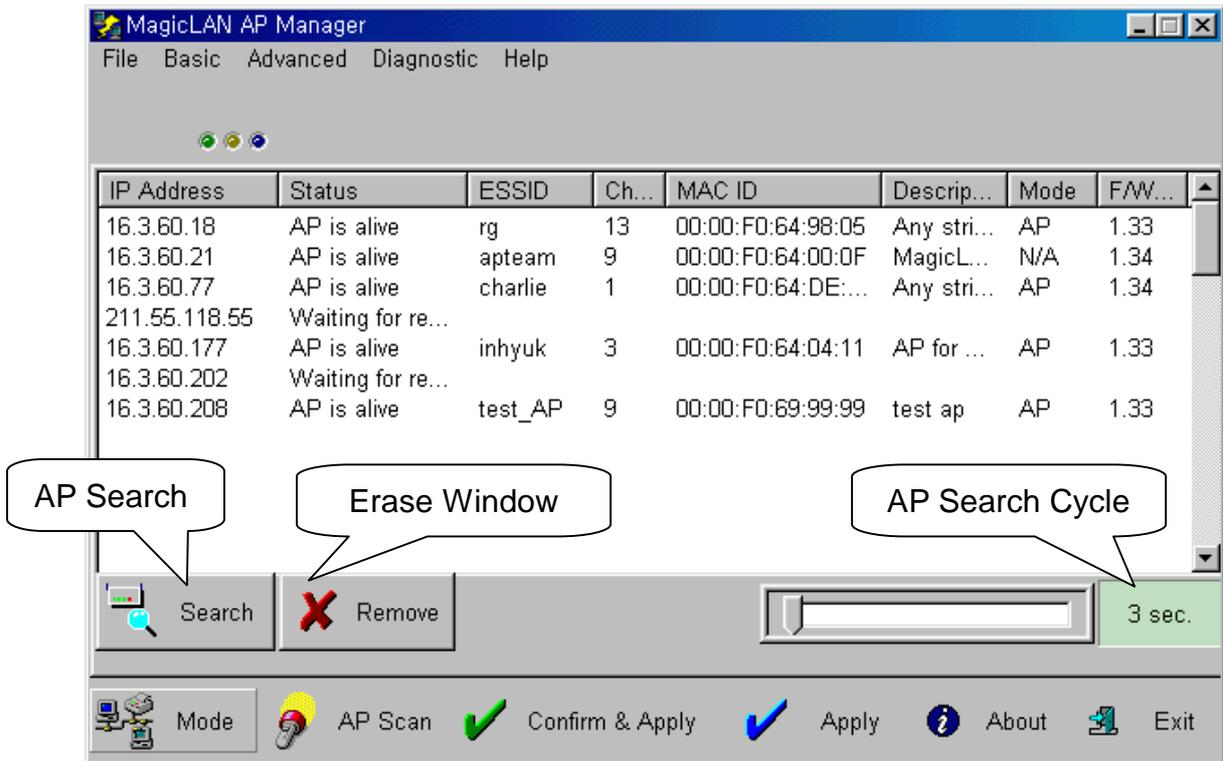 MagicLAN AP Manager
File Basic Advanced Diagnostic Help
IP Address Status ESSID Ch... MAC ID Descrip... Mode F/W...
16.3.60.18 AP is alive rg 13 00:00:F0:64:98:05 Any stri... AP 1.33
16.3.60.21 AP is alive apteam 9 00:00:F0:64:00:0F MagicL... N/A 1.34
16.3.60.77 AP is alive charlie 1 00:00:F0:64:DE:... Any stri... AP 1.34
211.55.118.55 Waiting for re...
16.3.60.177 AP is alive inhyuk 3 00:00:F0:64:04:11 AP for ... AP 1.33
16.3.60.202 Waiting for re...
16.3.60.208 AP is alive test_AP 9 00:00:F0:69:99:99 test ap AP 1.33
AP Search Erase Window AP Search Cycle
Search Remove 3 sec.
Mode AP Scan Confirm & Apply Apply About Exit